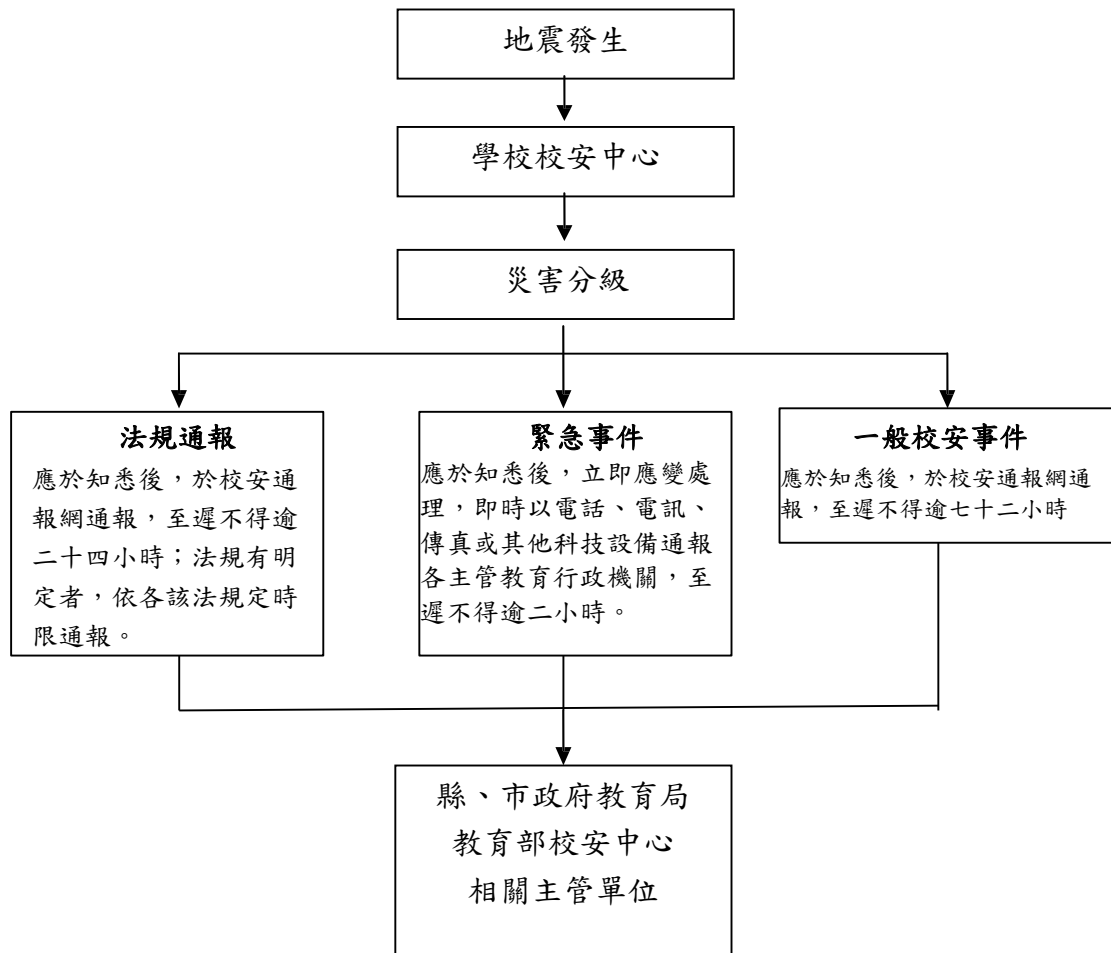 地震發生
學校校安中心
災害分級
法規通報
應於知悉後，於校安通
報網通報，至遲不得逾
二十四小時；法規有明
定者，依各該法規定時
限通報。
緊急事件
應於知悉後，立即應變處
理，即時以電話、電訊、
傳真或其他科技設備通報
各主管教育行政機關，至
遲不得逾二小時。
一般校安事件
應於知悉後，於校安通報網通
報，至遲不得逾七十二小時
縣、市政府教育局
教育部校安中心
相關主管單位